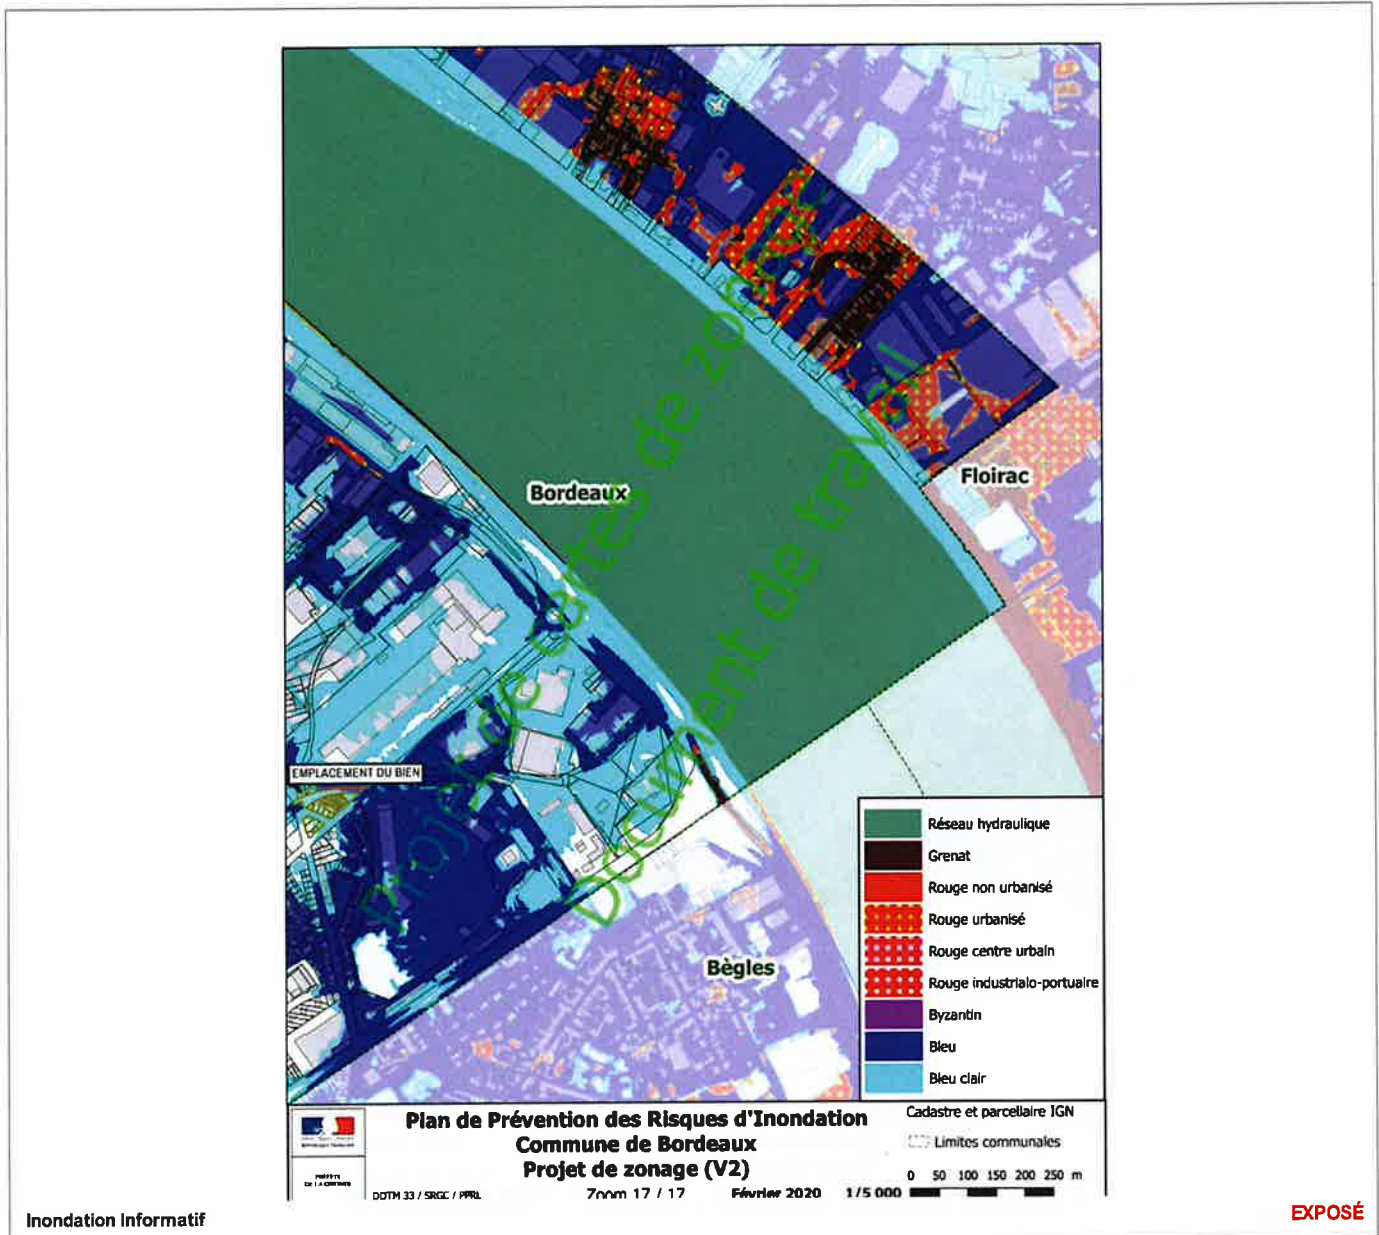 Projet de cartes de zo
Document de travail
Bordeaux
Floirac
EMPLACEMENT DU BIEN
Bègles
Réseau hydraulique
Grenat
Rouge non urbanisé
Rouge urbanisé
Rouge centre urbain
Rouge industrialo-portuaire
Byzantin
Bleu
Bleu clair
Plan de Prévention des Risques d'Inondation
Commune de Bordeaux
Projet de zonage (V2)
DDTM 33 / SRGC / PPRL
Zoom 17 / 17
Février 2020
1/5 000
Cadastre et parcellaire IGN
Limites communales
0 50 100 150 200 250 m
Inondation Informatif
EXPOSÉ